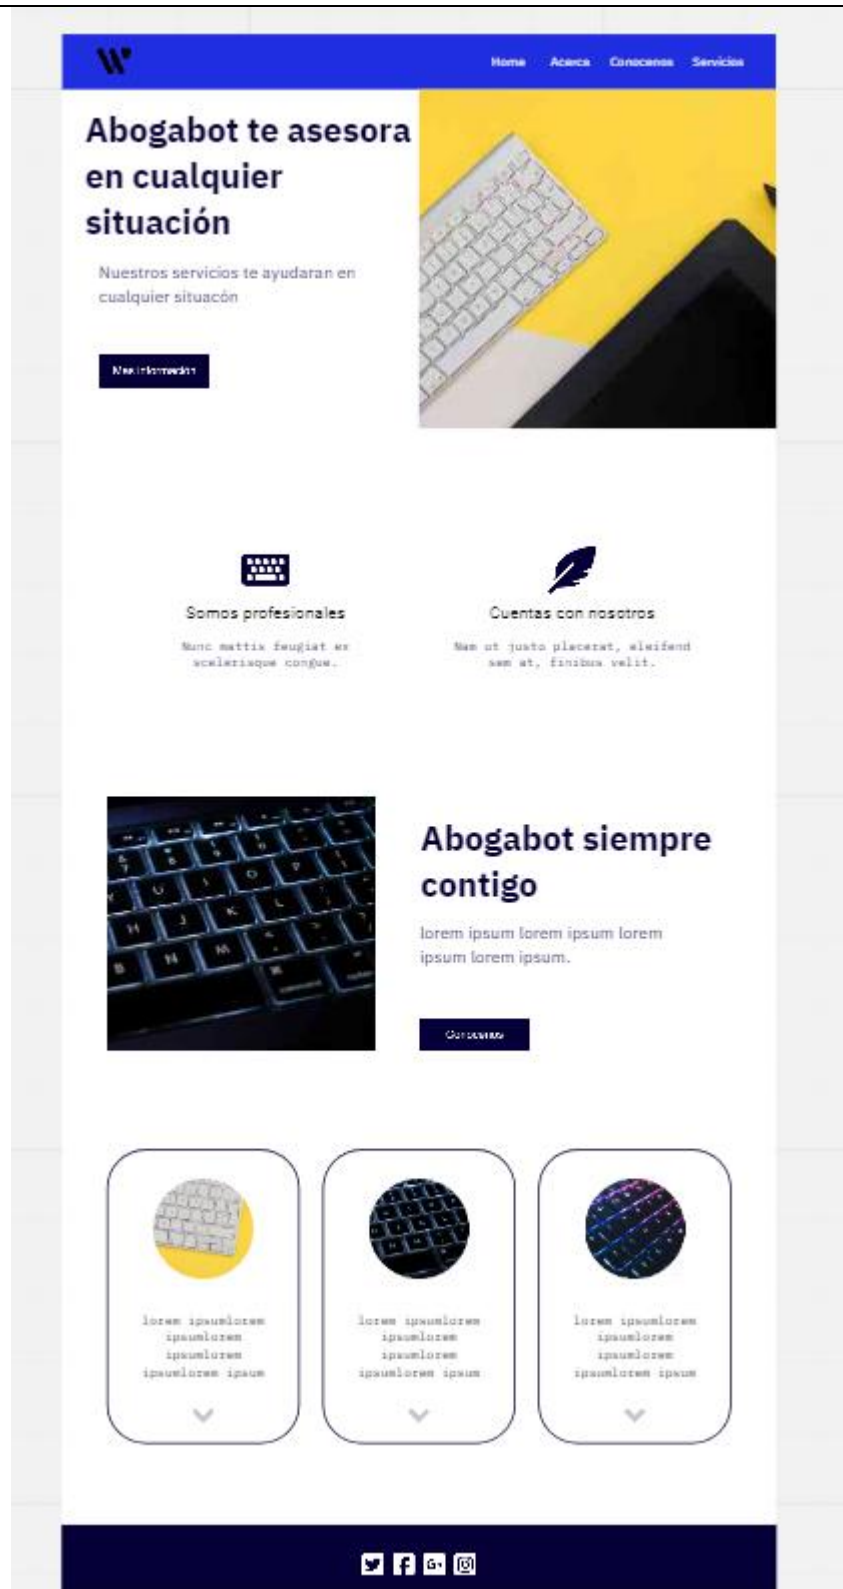 Home Acerca Conocenos Servicios
Abogabot te asesora
en cualquier
situación
Nuestros servicios te ayudaran en
cualquier situacón
Mas información
Somos profesionales
Cuentas con nosotros
Nunc mattis feugiat ex
scelerisque congue.
Nam ut justo placerat, eleifend
sem at, finibus velit.
Abogabot siempre
contigo
lorem ipsum lorem ipsum lorem
ipsum lorem ipsum.
Conocenos
lorem ipsumlorem
ipsumlorem
ipsumlorem
ipsumlorem ipsum
lorem ipsumlorem
ipsumlorem
ipsumlorem
ipsumlorem ipsum
lorem ipsumlorem
ipsumlorem
ipsumlorem
ipsumlorem ipsum